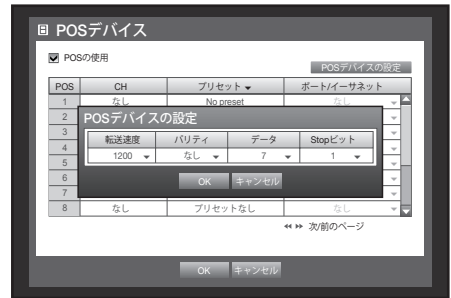 POSデバイス
POSの使用
POSデバイスの設定
POS CH プリセット ポート/イーサネット
1 なし No preset なし
2
POSデバイスの設定
3
転送速度 パリティ データ Stopビット
4
1200 なし 7 1
5
6
OK キャンセル
7
8 なし プリセットなし なし
次/前のページ
OK キャンセル